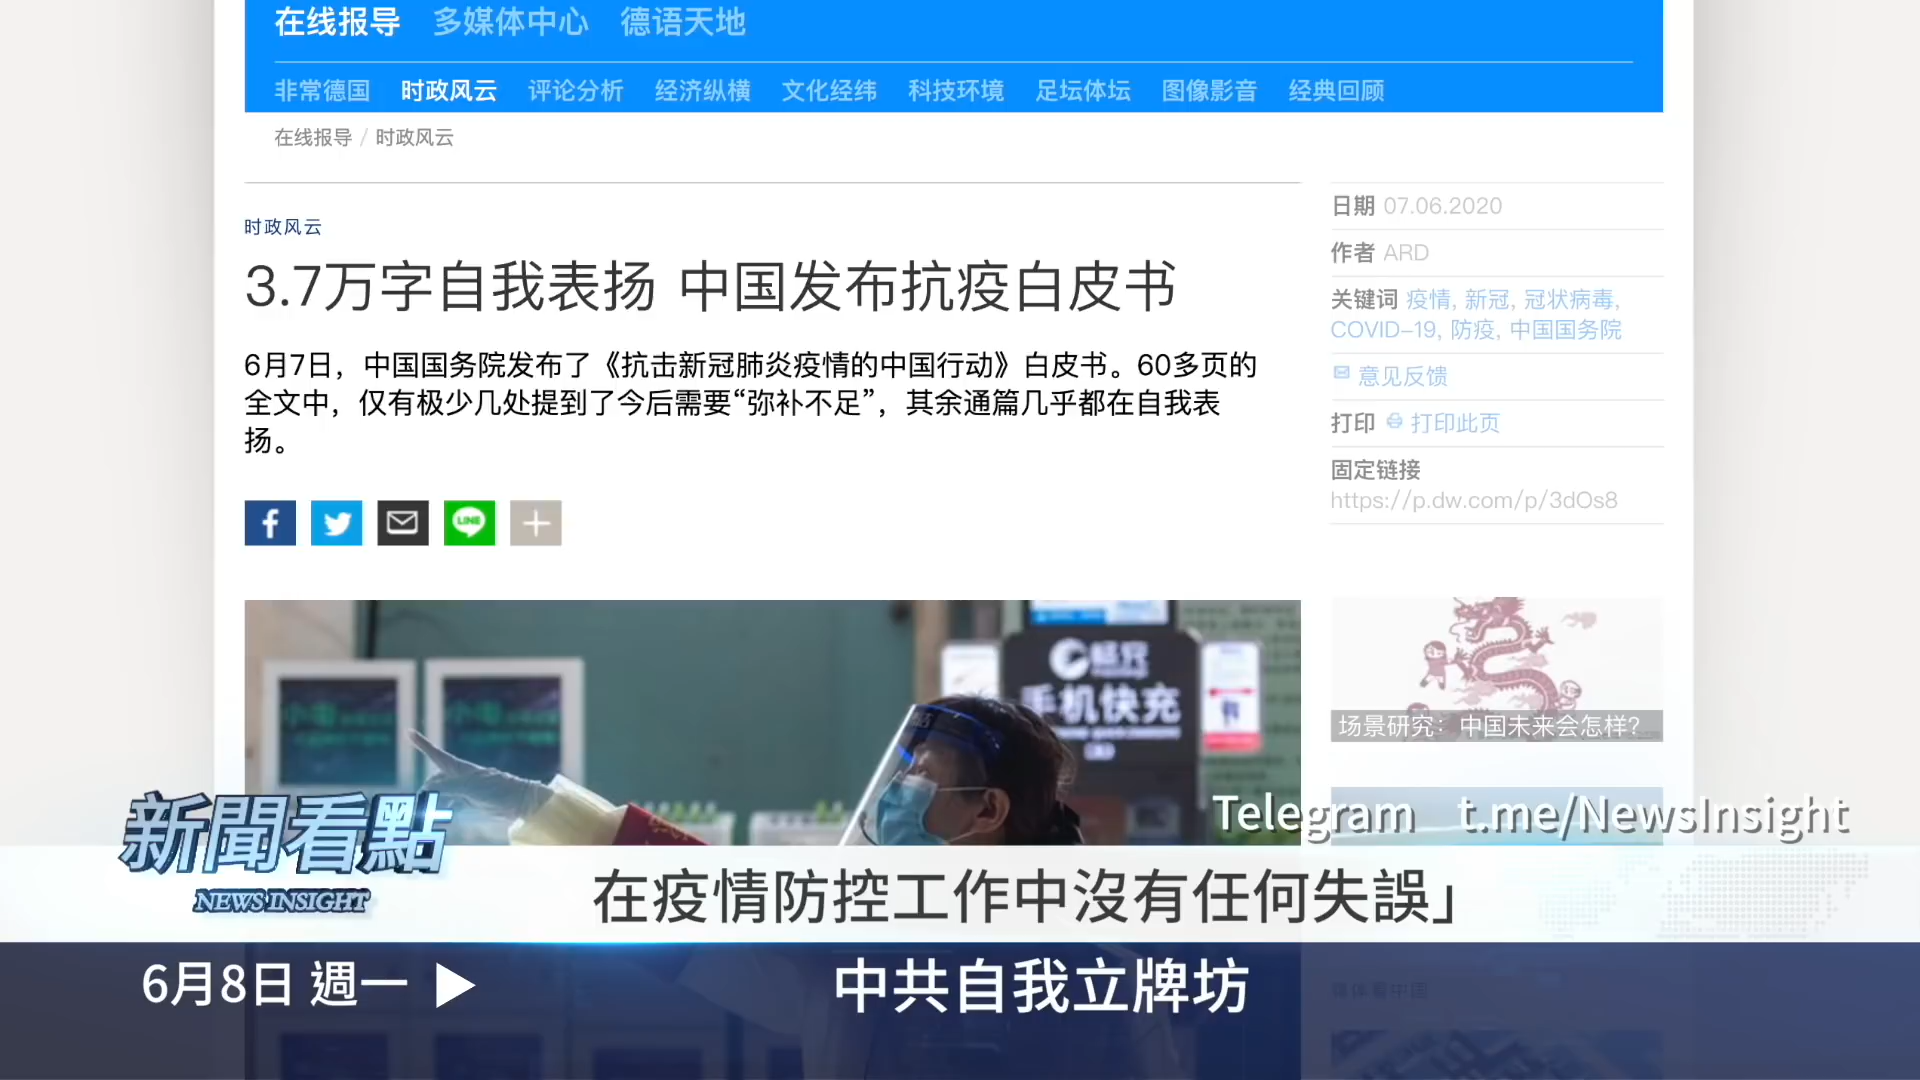 在线报导 多媒体中心 德语天地
非常德国 时政风云 评论分析 经济纵横 文化经纬 科技环境 足坛体坛 图像影音 经典回顾
在线报导 / 时政风云
时政风云
3.7万字自我表扬 中国发布抗疫白皮书
6月7日，中国国务院发布了《抗击新冠肺炎疫情的中国行动》白皮书。60多页的
全文中，仅有极少几处提到了今后需要“弥补不足”，其余通篇几乎都在自我表
扬。
LINE
日期 07.06.2020
作者 ARD
关键词 疫情, 新冠, 冠状病毒,
COVID-19, 防疫, 中国国务院
意见反馈
打印 打印此页
固定链接
https://p.dw.com/p/3dOs8
手机快充
场景研究：中国未来会怎样？
Telegram t.me/NewsInsight
新聞看點
NEWS INSIGHT
在疫情防控工作中沒有任何失誤」
6月8日 週一
中共自我立牌坊
媒体看中国